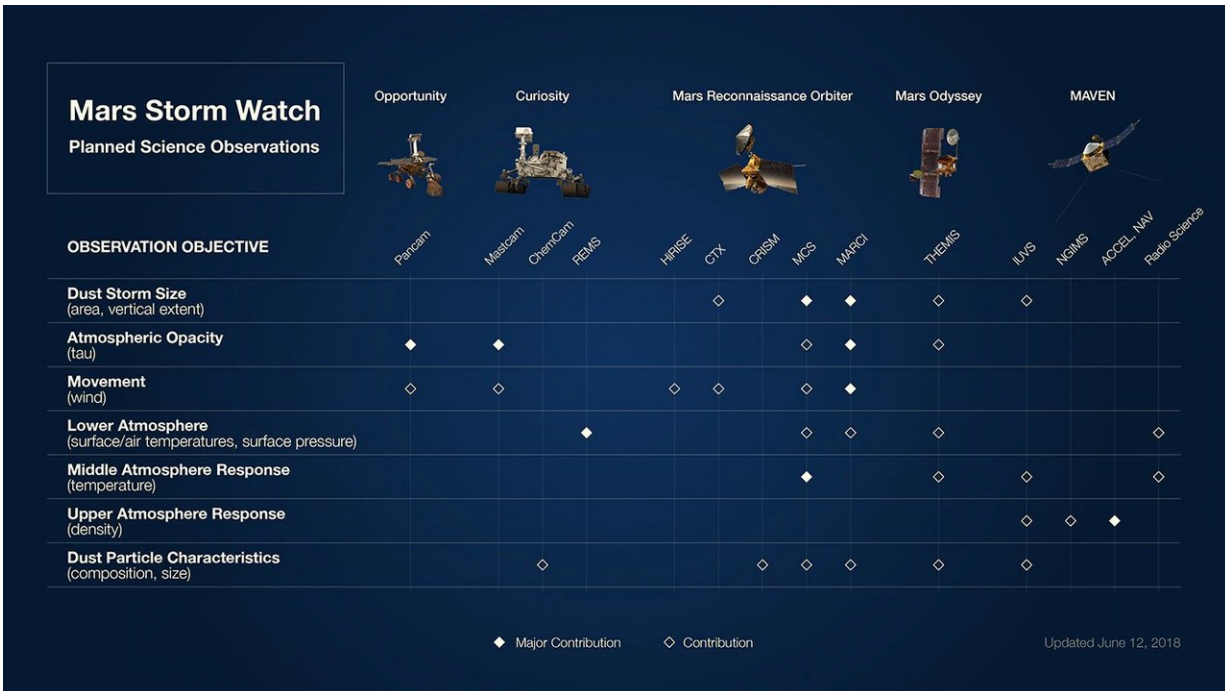 Mars Storm Watch
Planned Science Observations
Opportunity
Curiosity
Mars Reconnaissance Orbiter
Mars Odyssey
MAVEN
OBSERVATION OBJECTIVE
Pancam
Mastcam
ChemCam
REMS
HiRISE
CTX
CRISM
MCS
MARCI
THEMIS
IUVS
NGIMS
ACCEL, NAV
Radio Science
Dust Storm Size
(area, vertical extent)
Atmospheric Opacity
(tau)
Movement
(wind)
Lower Atmosphere
(surface/air temperatures, surface pressure)
Middle Atmosphere Response
(temperature)
Upper Atmosphere Response
(density)
Dust Particle Characteristics
(composition, size)
Major Contribution
Contribution
Updated June 12, 2018